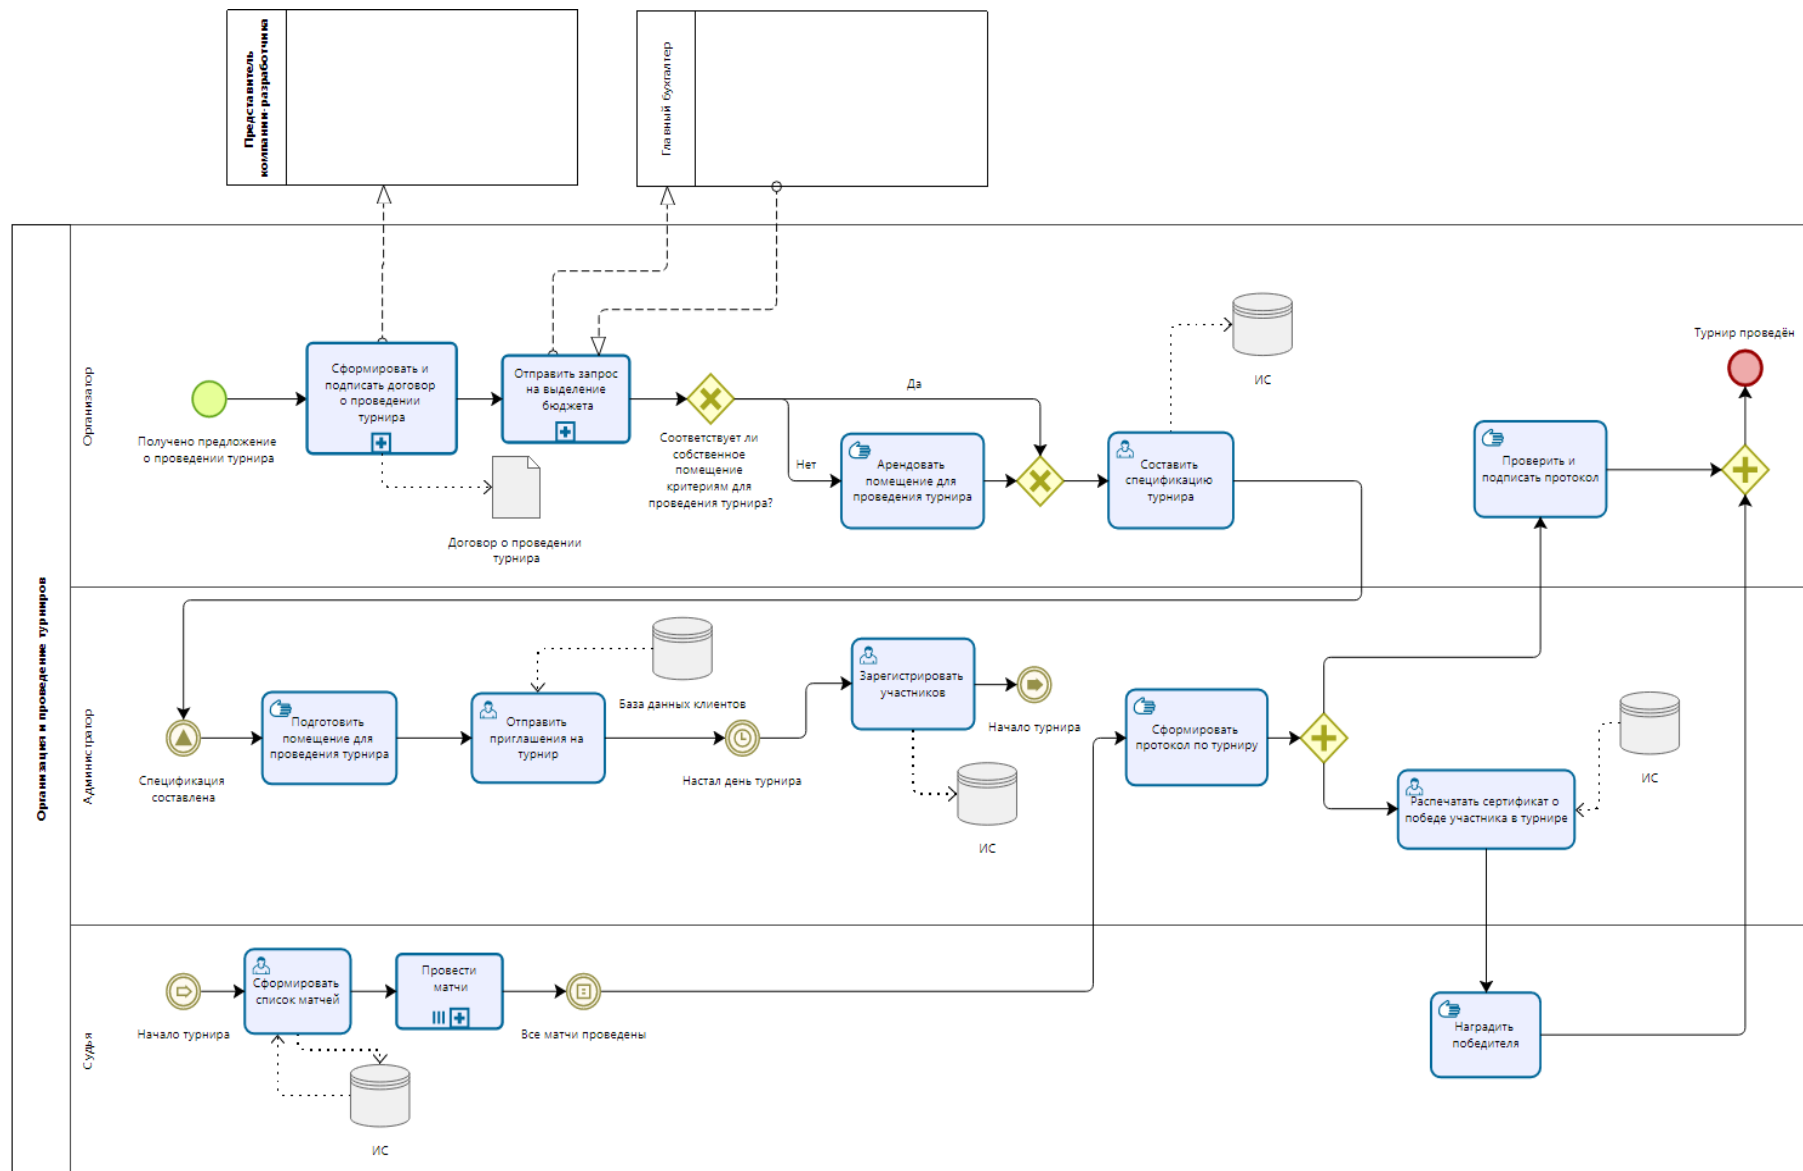 Представитель
компании-разработчика
Главный бухгалтер
Организация и проведение турниров
Организатор
Получено предложение
о проведении турнира
Сформировать и
подписать договор
о проведении
турнира
Договор о проведении
турнира
Отправить запрос
на выделение
бюджета
Соответствует ли
собственное
помещение
критериям для
проведения турнира?
Да
Нет
Арендовать
помещение для
проведения турнира
Составить
спецификацию
турнира
ИС
Проверить и
подписать протокол
Турнир проведён
Администратор
Спецификация
составлена
Подготовить
помещение для
проведения турнира
Отправить
приглашения на
турнир
База данных клиентов
Настал день турнира
Зарегистрировать
участников
ИС
Начало турнира
Сформировать
протокол по турниру
Распечатать сертификат о
победе участника в турнире
ИС
Судья
Начало турнира
Сформировать
список матчей
ИС
Провести
матчи
Все матчи проведены
Наградить
победителя